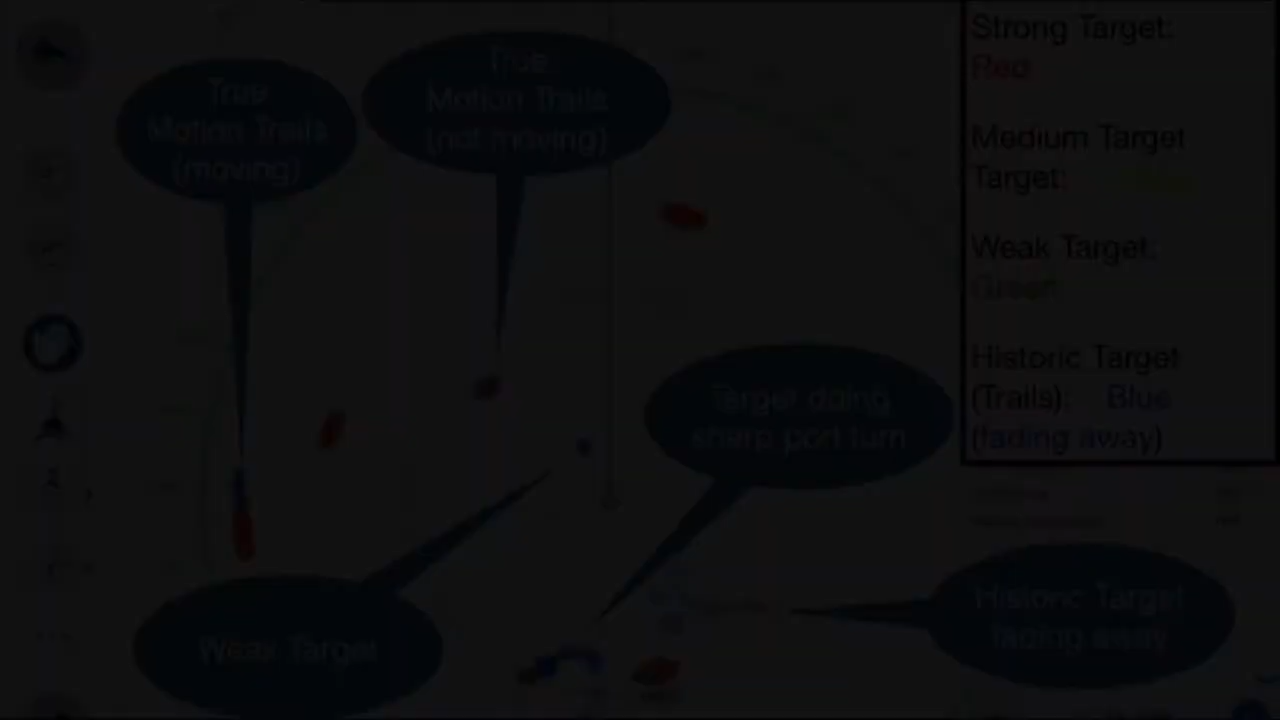 True
Motion Trails
(moving)
True
Motion Trails
(not moving)
Strong Target:
Red
Medium Target
Target:
Weak Target:
Green
Historic Target
(Trails): Blue
(fading away)
Target doing
sharp port turn
Weak Target
Historic Target
fading away